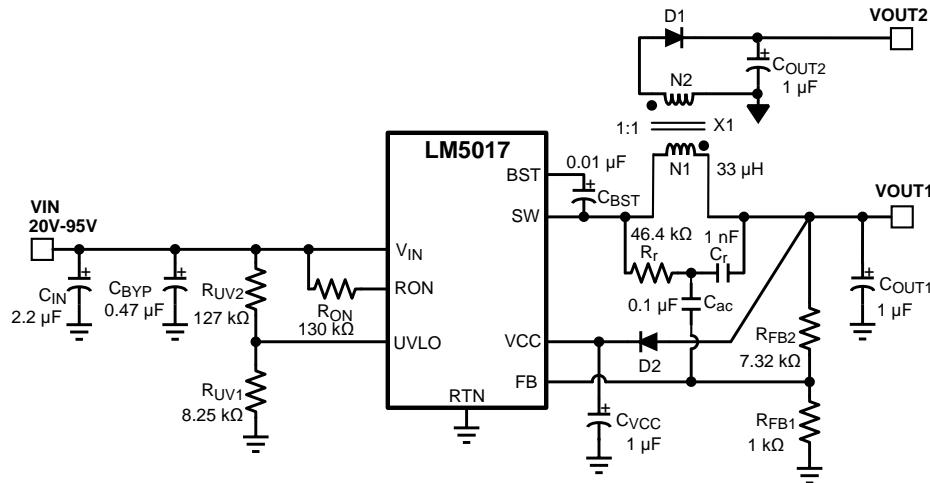 D1
VOUT2
+
COUT2
1 µF
N2
1:1
X1
N1
33 µH
LM5017
0.01 µF
BST
+
CBST
SW
VOUT1
VIN
20V-95V
46.4 kΩ
Rr
1 nF
Cr
VIN
+
CIN
2.2 µF
+
CBYP
0.47 µF
RUV2
127 kΩ
RON
RON
130 kΩ
0.1 µF
Cac
+
COUT1
1 µF
UVLO
VCC
D2
RFB2
7.32 kΩ
FB
RUV1
8.25 kΩ
RTN
+
CVCC
1 µF
RFB1
1 kΩ